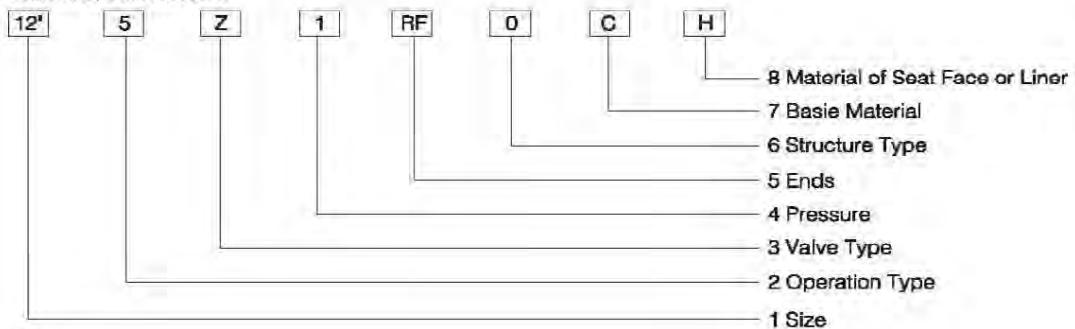 12" 5 Z 1 RF 0 C H
8 Material of Seat Face or Liner
7 Basie Material
6 Structure Type
5 Ends
4 Pressure
3 Valve Type
2 Operation Type
1 Size